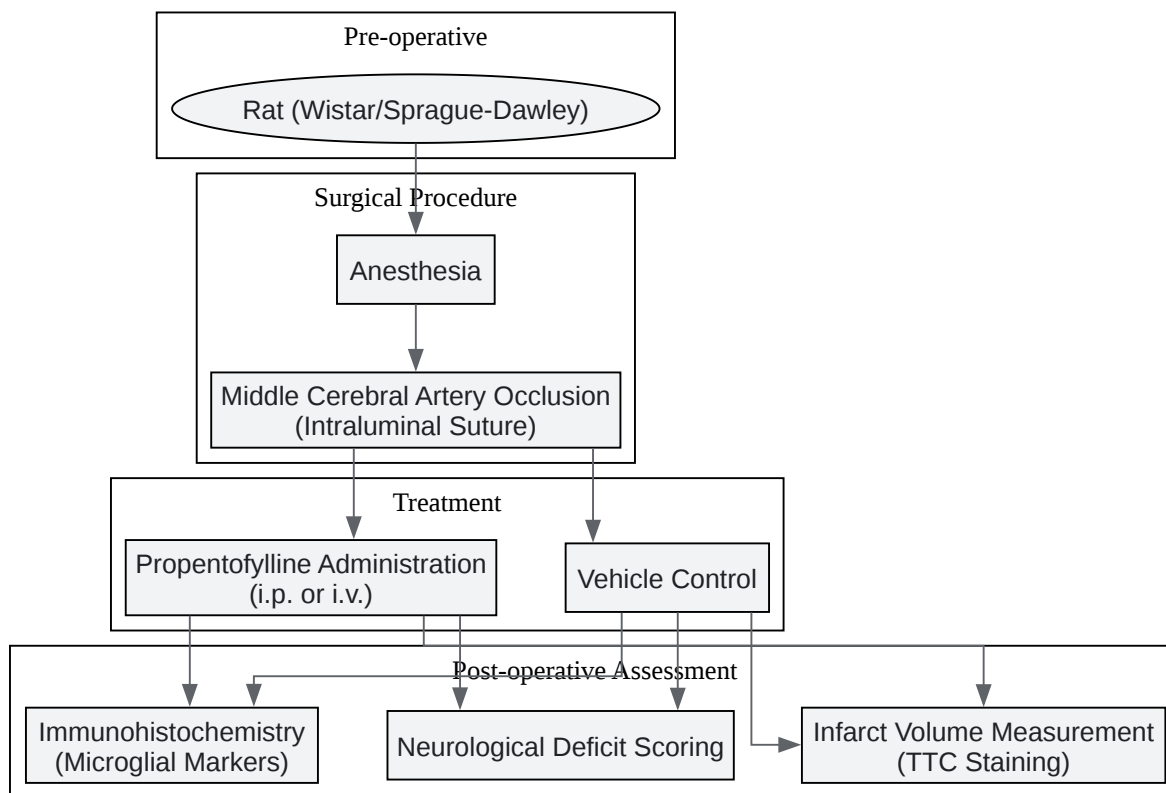 Pre-operative
Rat (Wistar/Sprague-Dawley)
Surgical Procedure
Anesthesia
Middle Cerebral Artery Occlusion
(Intraluminal Suture)
Treatment
Propentofylline Administration
(i.p. or i.v.)
Vehicle Control
Post-operative Assessment
Immunohistochemistry
(Microglial Markers)
Neurological Deficit Scoring
Infarct Volume Measurement
(TTC Staining)